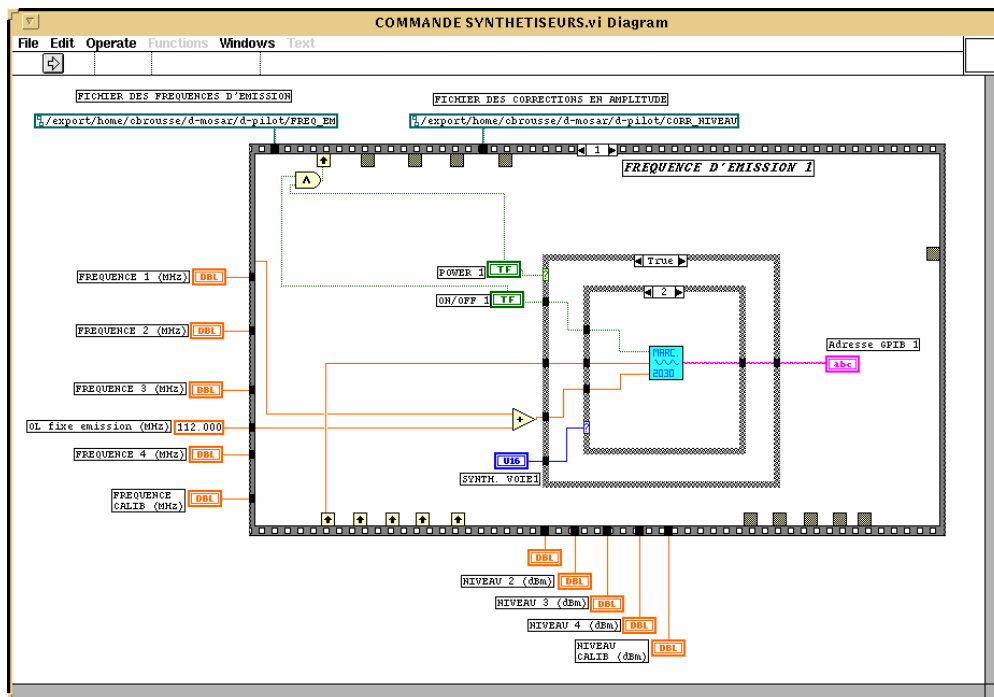 COMMANDE SYNTHETISEURS.vi Diagram
File Edit Operate Functions Windows Text
FICHIER DES FREQUENCES D'EMISSION
FICHIER DES CORRECTIONS EN AMPLITUDE
/export/home/cbrousse/d-mosar/d-pilot/FREQ_EM
/export/home/cbrousse/d-mosar/d-pilot/CORR_NIVEAU
1
FREQUENCE D'EMISSION 1
POWER 1
TF
True
FREQUENCE 1 (MHz)
DBL
ON/OFF 1
TF
2
FREQUENCE 2 (MHz)
DBL
MARC.
2030
Adresse GPIB 1
abc
FREQUENCE 3 (MHz)
DBL
OL fixe emission (MHz)
112.000
FREQUENCE 4 (MHz)
DBL
U16
SYNTH. VOIE1
FREQUENCE
CALIB (MHz)
DBL
DBL
NIVEAU 2 (dBm)
DBL
NIVEAU 3 (dBm)
DBL
NIVEAU 4 (dBm)
DBL
NIVEAU
CALIB (dBm)
DBL